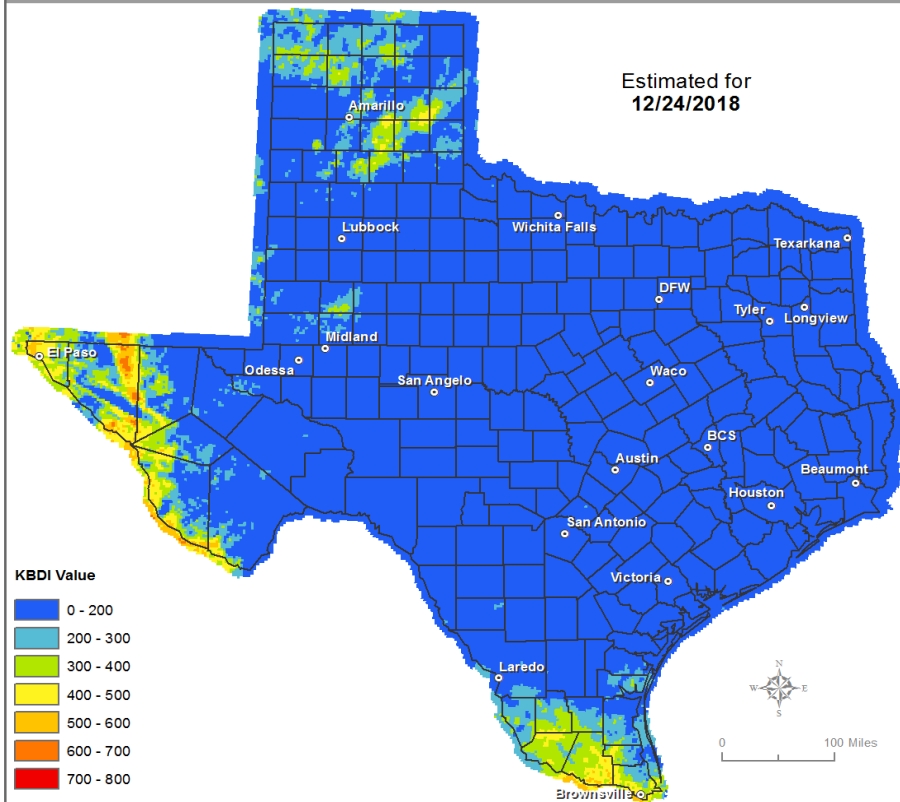 Estimated for
12/24/2018
Amarillo
Lubbock
Wichita Falls
Texarkana
DFW
Tyler
Longview
Midland
El Paso
Odessa
San Angelo
Waco
BCS
Austin
Beaumont
Houston
San Antonio
Victoria
Laredo
Brownsville
KBDI Value
0 - 200
200 - 300
300 - 400
400 - 500
500 - 600
600 - 700
700 - 800
N
W E
S
0 100 Miles